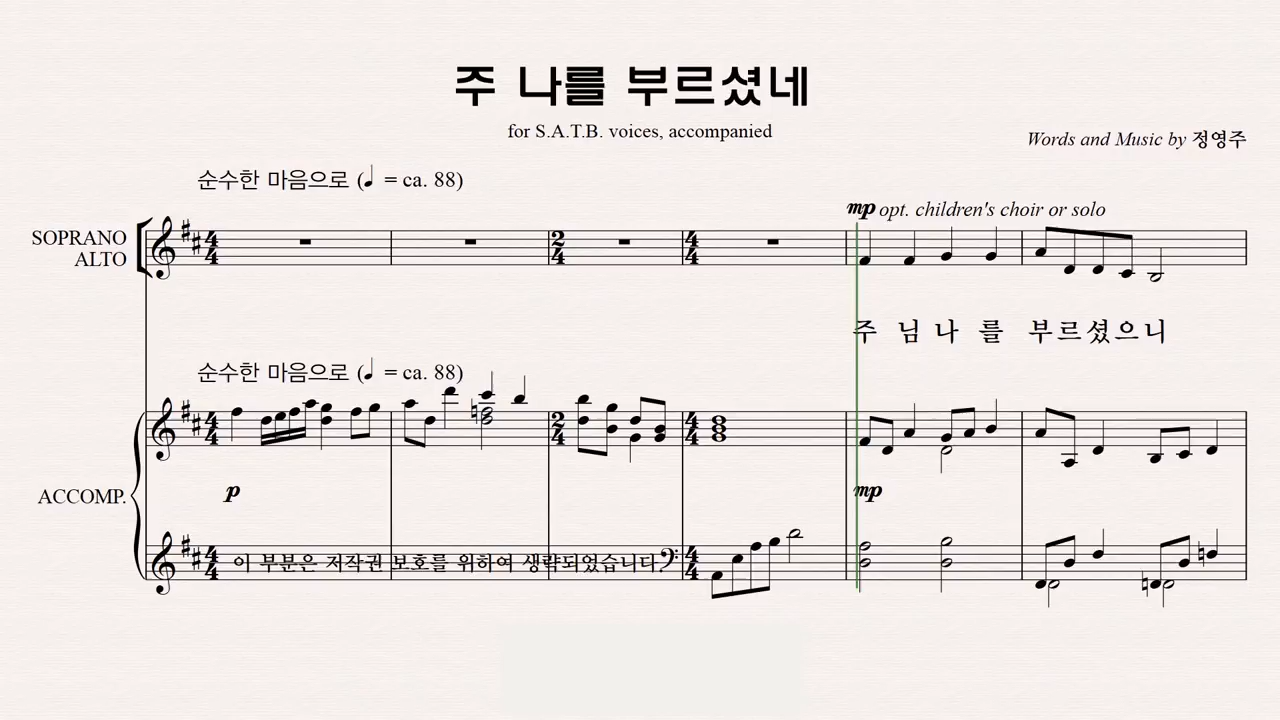 주 나를 부르셨네
for S.A.T.B. voices, accompanied
Words and Music by 정영주
순수한 마음으로 (♩ = ca. 88)
mp opt. children's choir or solo
SOPRANO
ALTO
주 님 나 를 부르셨으니
순수한 마음으로 (♩ = ca. 88)
p mp
ACCOMP.
이 부분은 저작권 보호를 위하여 생략되었습니다